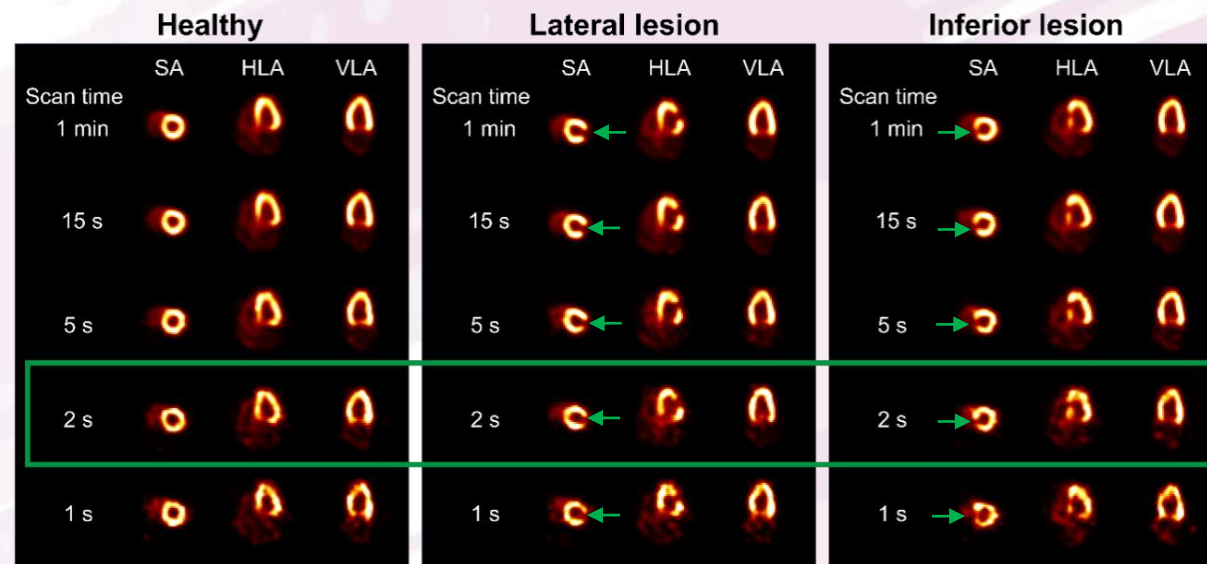 Healthy Lateral lesion Inferior lesion
SA HLA VLA SA HLA VLA SA HLA VLA
Scan time Scan time Scan time
1 min 1 min 1 min
15 s 15 s 15 s
5 s 5 s 5 s
2 s 2 s 2 s
1 s 1 s 1 s